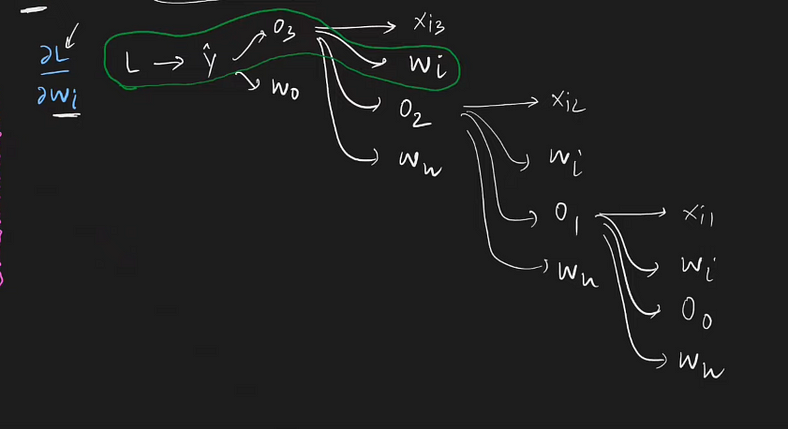 ∂L
∂Wi
L → ŷ → O3 → xi3
Wi
W0
O2 → xi2
Wh
Wi
O1 → xi1
Wh
Wi
O0
Wh